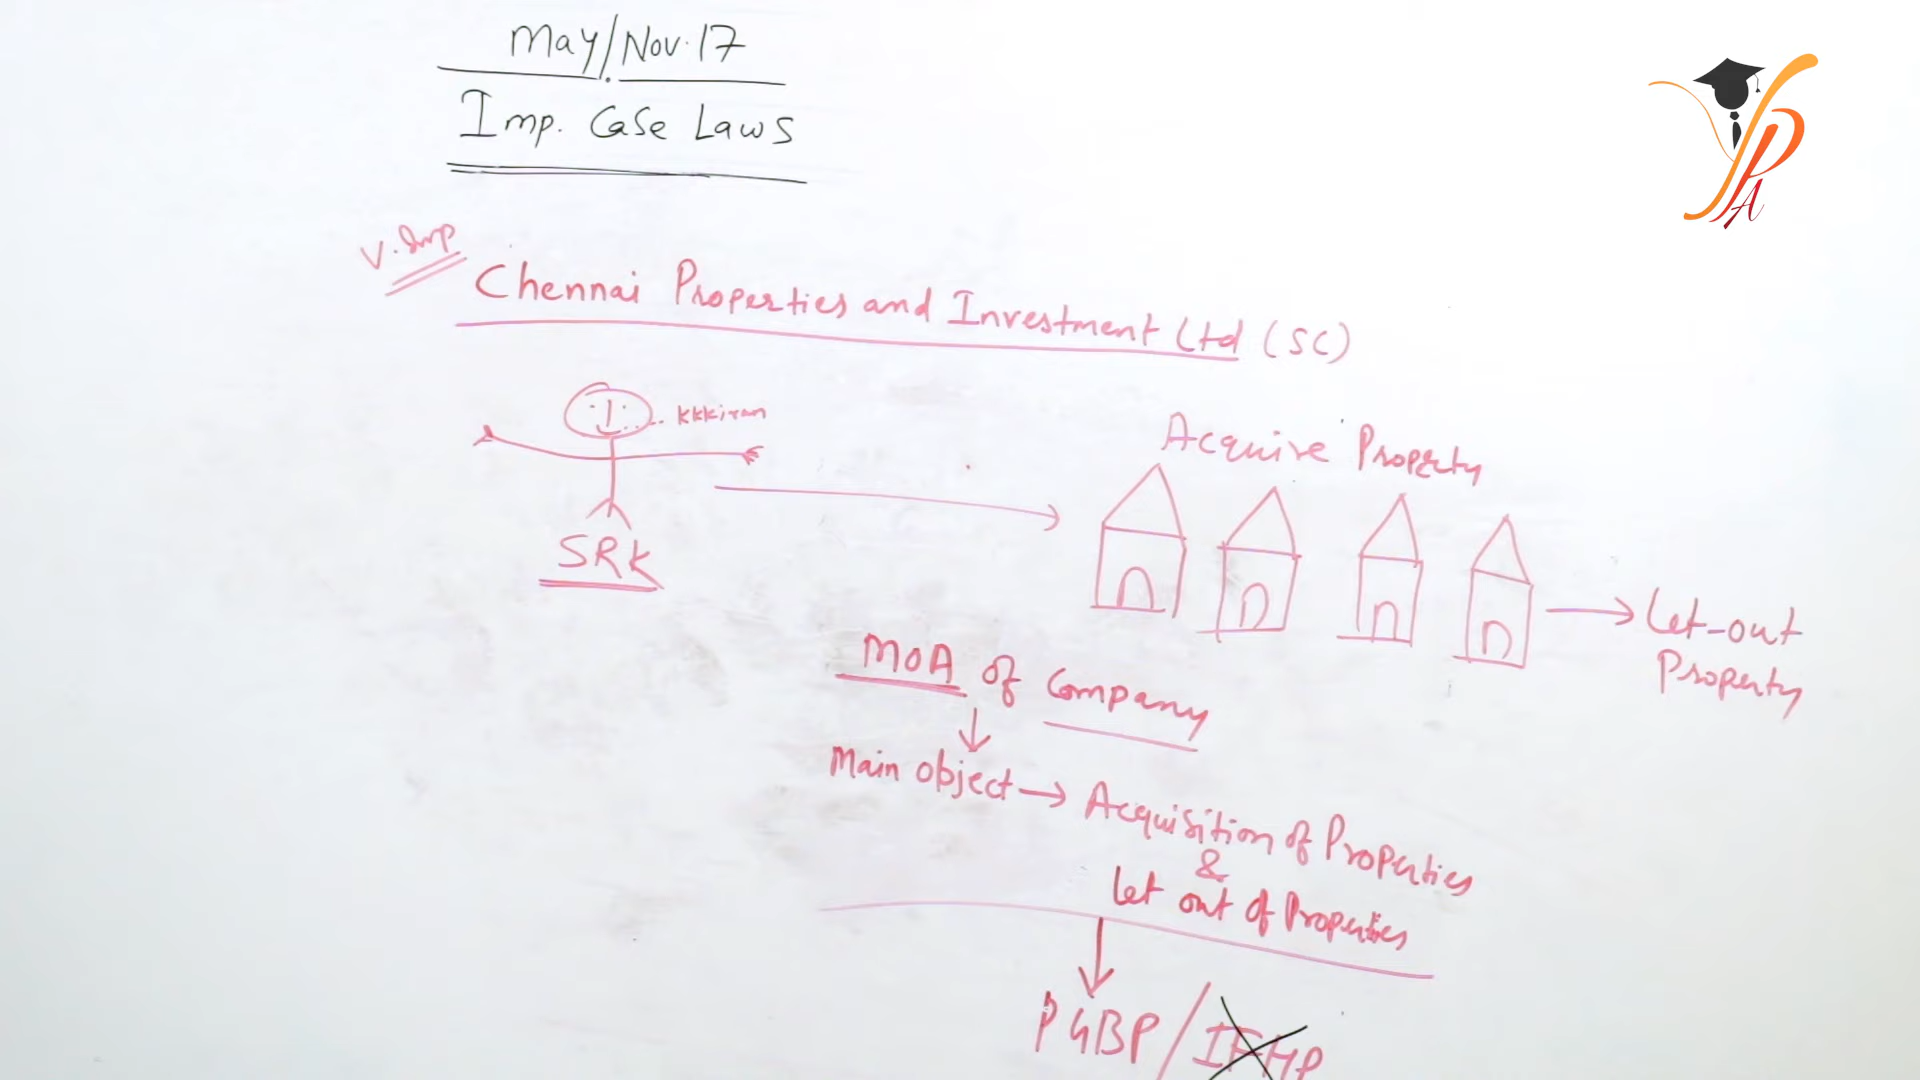 May/Nov.17
Imp. Case Laws
V. Imp
Chennai Properties and Investment Ltd (SC)
kkkiran
SRK
Acquire Property
Let-out
Property
MOA of Company
Main object → Acquisition of Properties
&
Let out of Properties
PGBP / IFHP
YPA